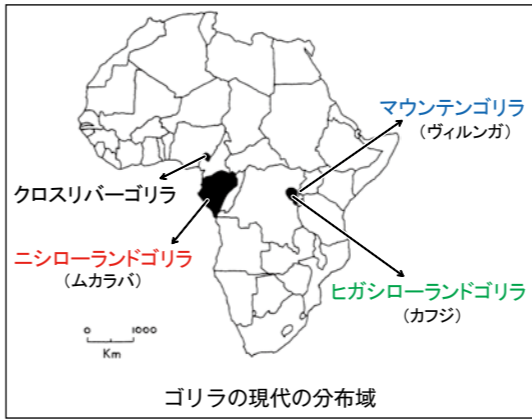 マウンテンゴリラ
（ヴィルンガ）
クロスリバーゴリラ
ニシローランドゴリラ
（ムカラバ）
ヒガシローランドゴリラ
（カフジ）
0 1000
Km
ゴリラの現代の分布域